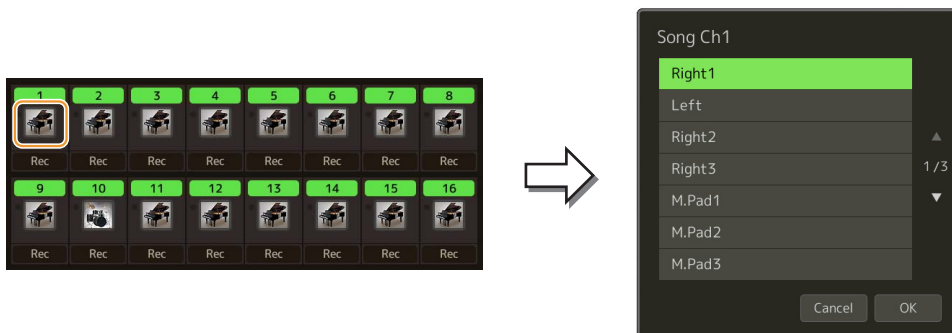 1 2 3 4 5 6 7 8
Rec Rec Rec Rec Rec Rec Rec Rec
9 10 11 12 13 14 15 16
Rec Rec Rec Rec Rec Rec Rec Rec
Song Ch1
Right1
Left
Right2
Right3
1/3
M.Pad1
M.Pad2
M.Pad3
Cancel OK